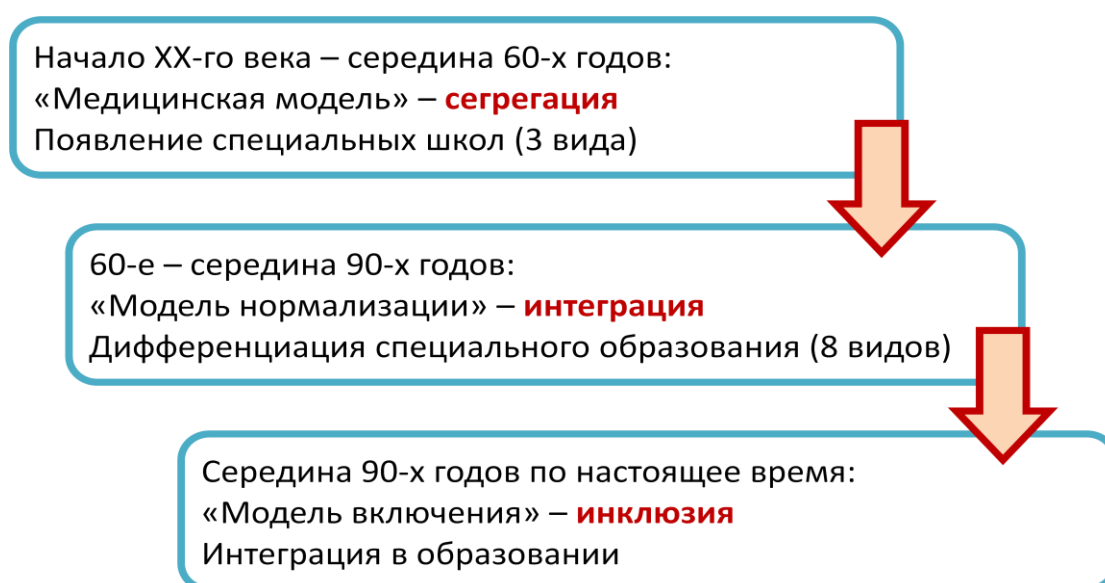 Начало XX-го века – середина 60-х годов:
«Медицинская модель» – сегрегация
Появление специальных школ (3 вида)
60-е – середина 90-х годов:
«Модель нормализации» – интеграция
Дифференциация специального образования (8 видов)
Середина 90-х годов по настоящее время:
«Модель включения» – инклюзия
Интеграция в образовании